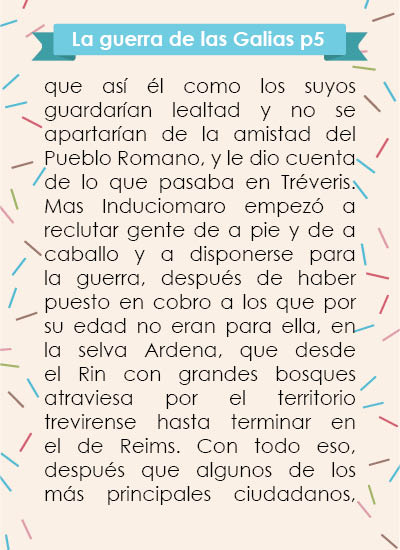 La guerra de las Galias p5
que así él como los suyos
guardarían lealtad y no se
apartarían de la amistad del
Pueblo Romano, y le dio cuenta
de lo que pasaba en Tréveris.
Mas Induciomaro empezó a
reclutar gente de a pie y de a
caballo y a disponerse para
la guerra, después de haber
puesto en cobro a los que por
su edad no eran para ella, en
la selva Ardena, que desde
el Rin con grandes bosques
atraviesa por el territorio
trevirense hasta terminar en
el de Reims. Con todo eso,
después que algunos de los
más principales ciudadanos,